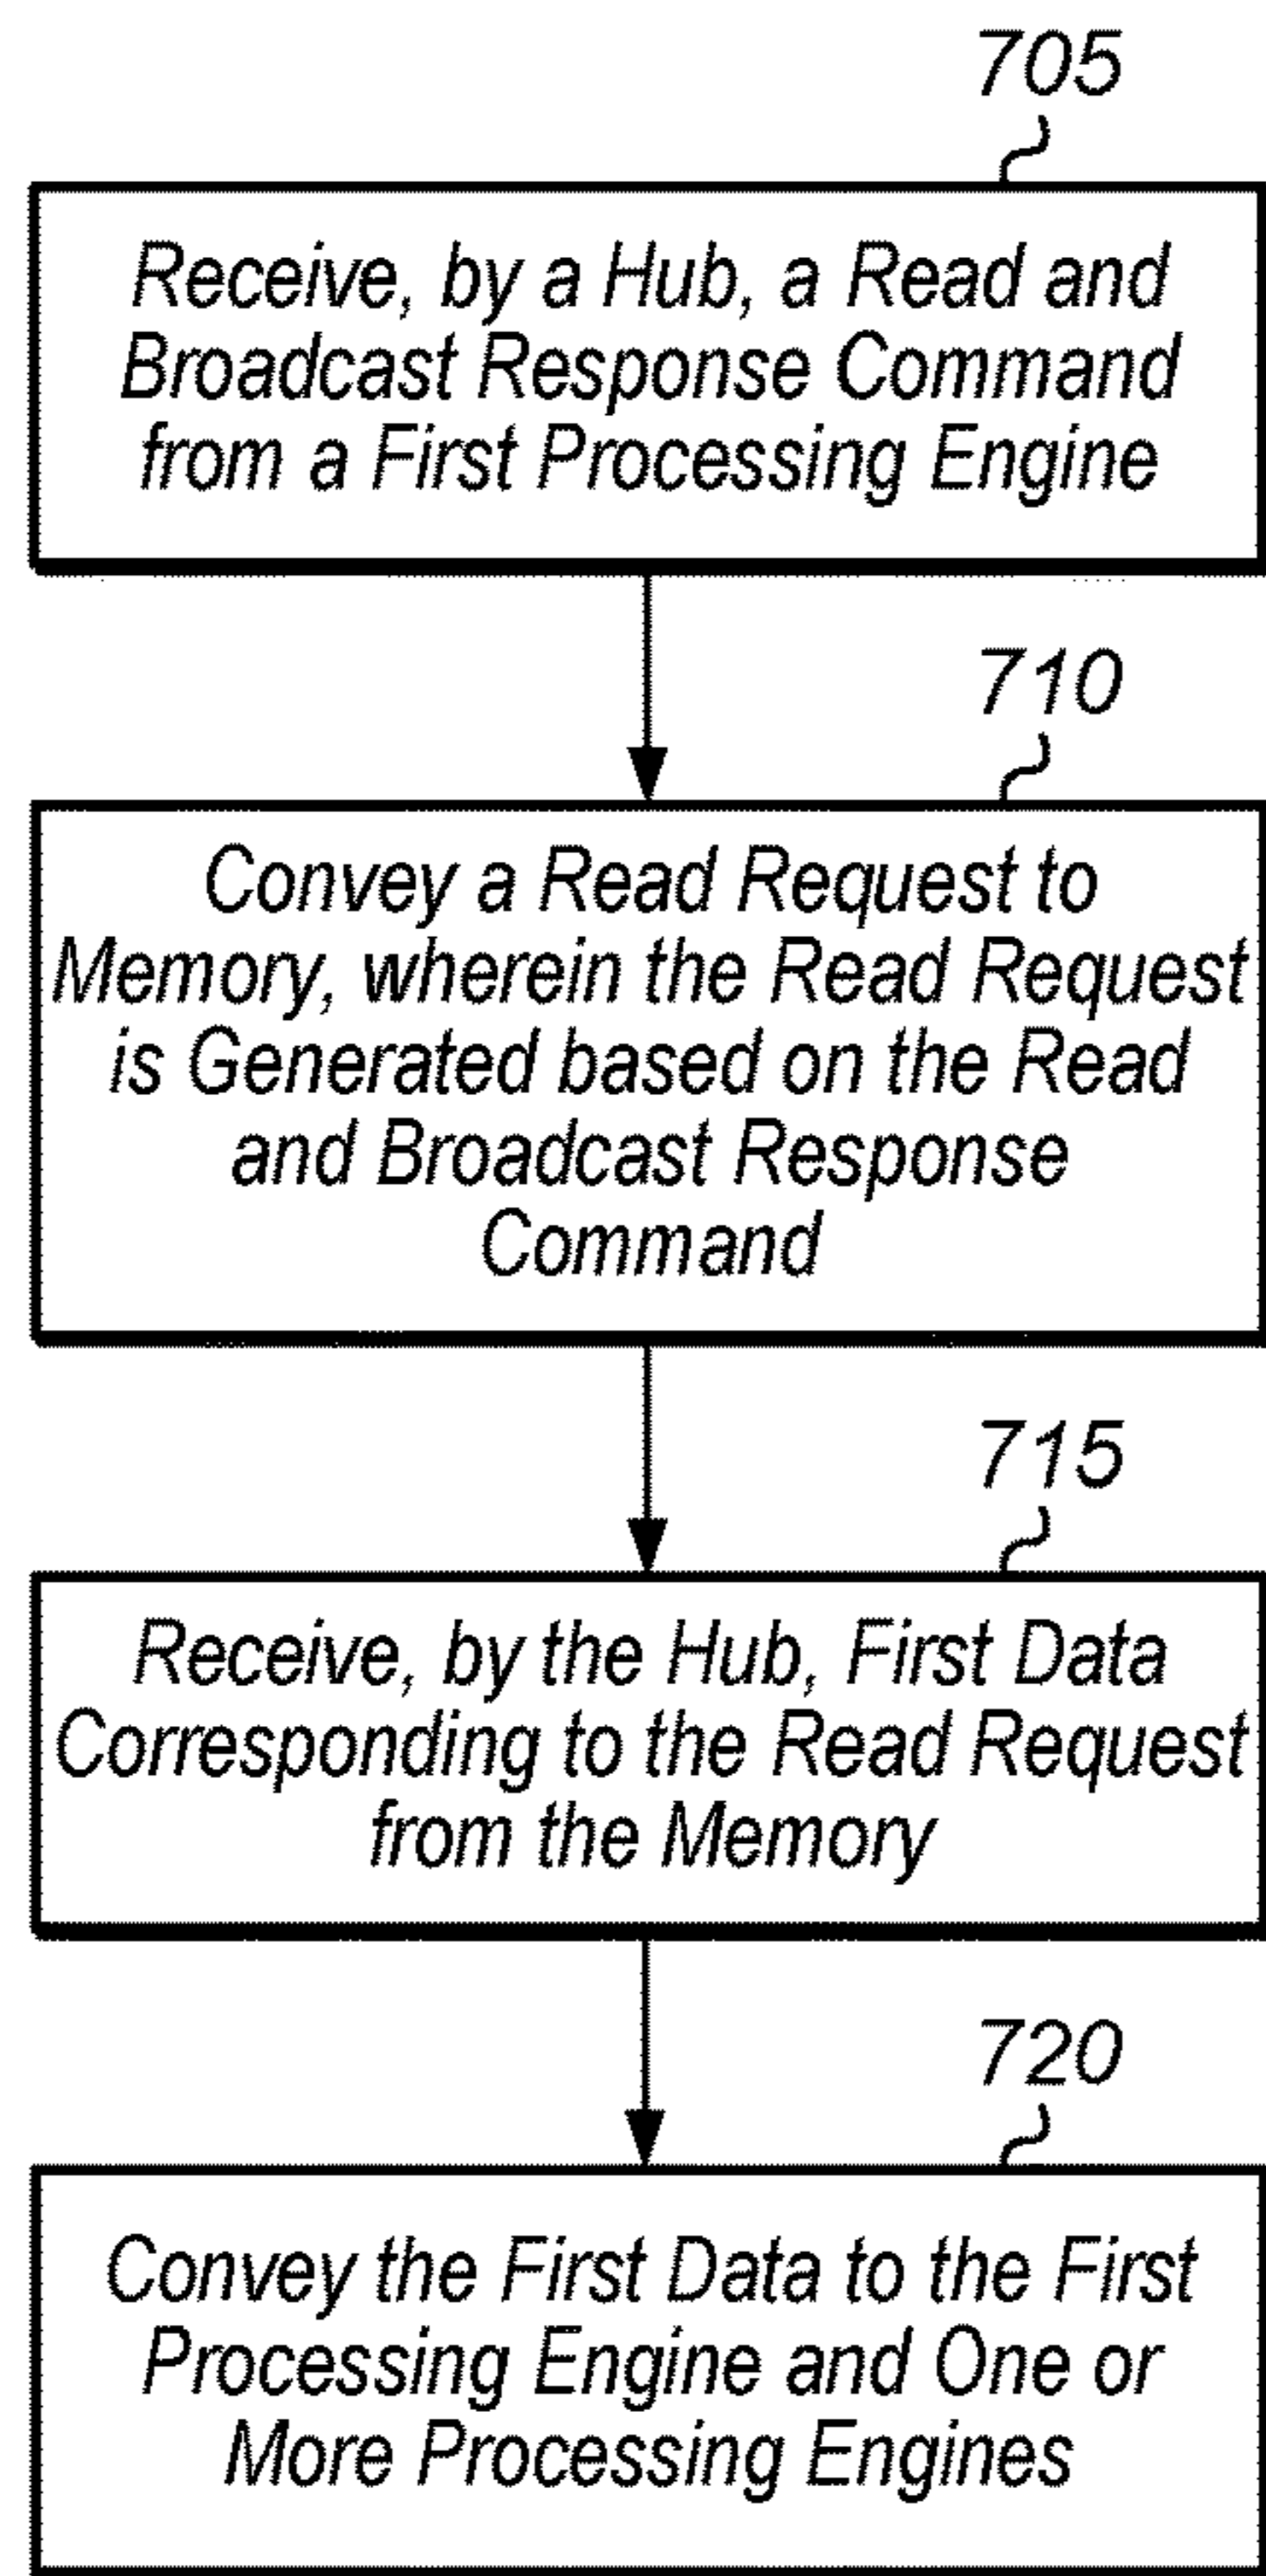 705
Receive, by a Hub, a Read and
Broadcast Response Command
from a First Processing Engine
710
Convey a Read Request to
Memory, wherein the Read Request
is Generated based on the Read
and Broadcast Response
Command
715
Receive, by the Hub, First Data
Corresponding to the Read Request
from the Memory
720
Convey the First Data to the First
Processing Engine and One or
More Processing Engines